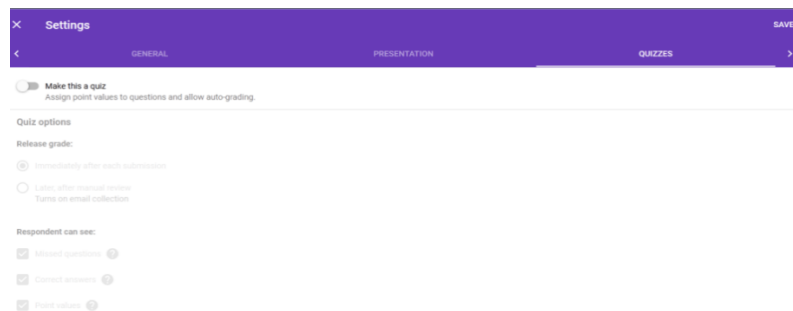 Settings
SAVE
GENERAL
PRESENTATION
QUIZZES
Make this a quiz
Assign point values to questions and allow auto-grading.
Quiz options
Release grade:
Immediately after each submission
Later, after manual review
Turns on email collection
Respondent can see:
Missed questions
Correct answers
Point values